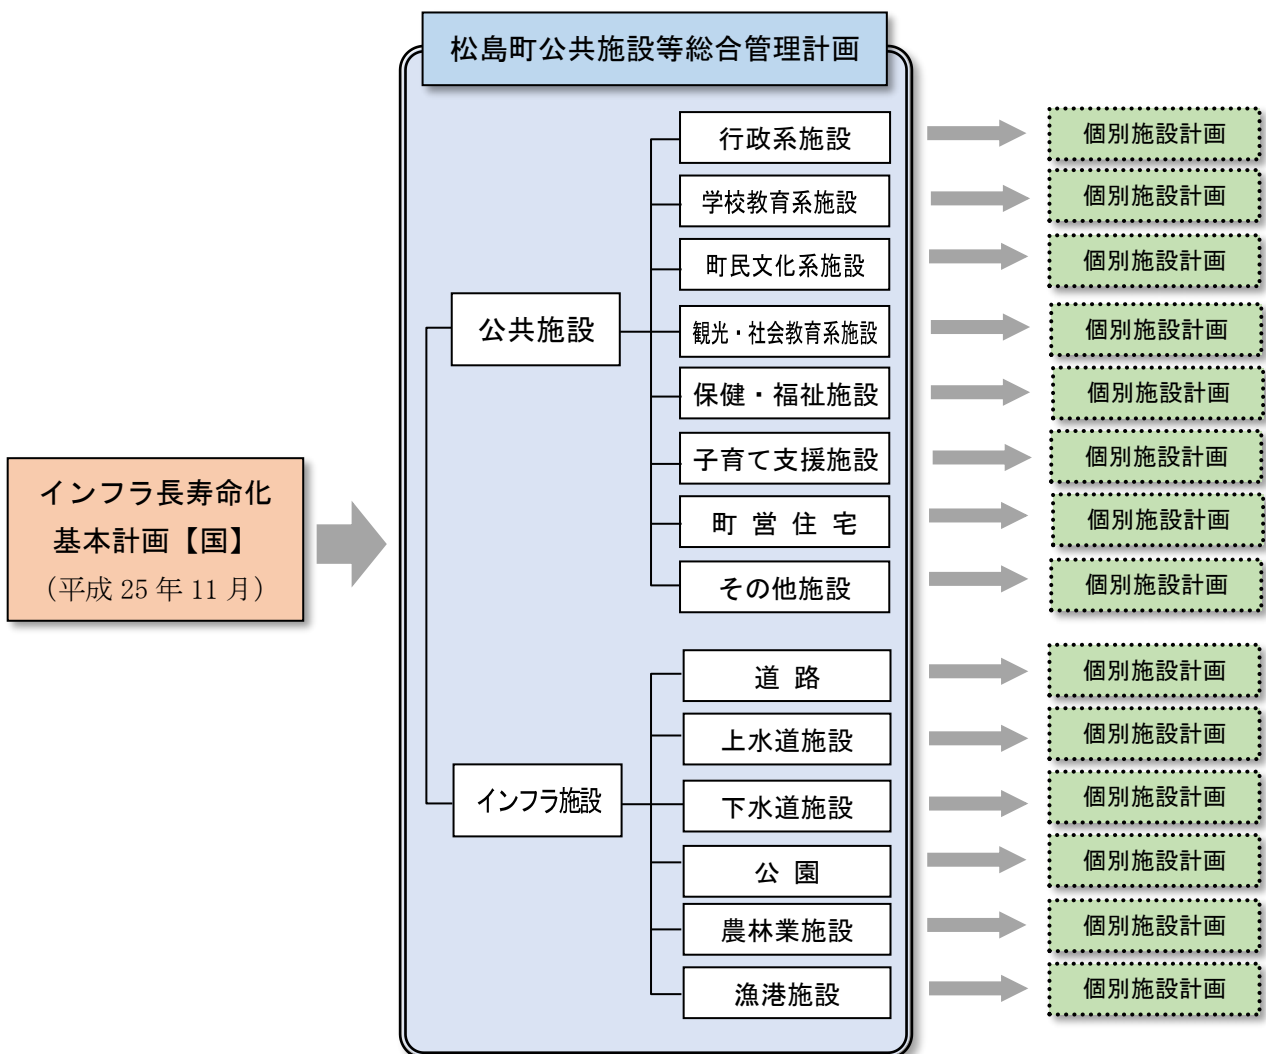 松島町公共施設等総合管理計画
インフラ長寿命化
基本計画【国】
（平成 25 年 11 月）
公共施設
行政系施設
個別施設計画
学校教育系施設
個別施設計画
町民文化系施設
個別施設計画
観光・社会教育系施設
個別施設計画
保健・福祉施設
個別施設計画
子育て支援施設
個別施設計画
町 営 住 宅
個別施設計画
その他施設
個別施設計画
インフラ施設
道 路
個別施設計画
上水道施設
個別施設計画
下水道施設
個別施設計画
公 園
個別施設計画
農林業施設
個別施設計画
漁港施設
個別施設計画